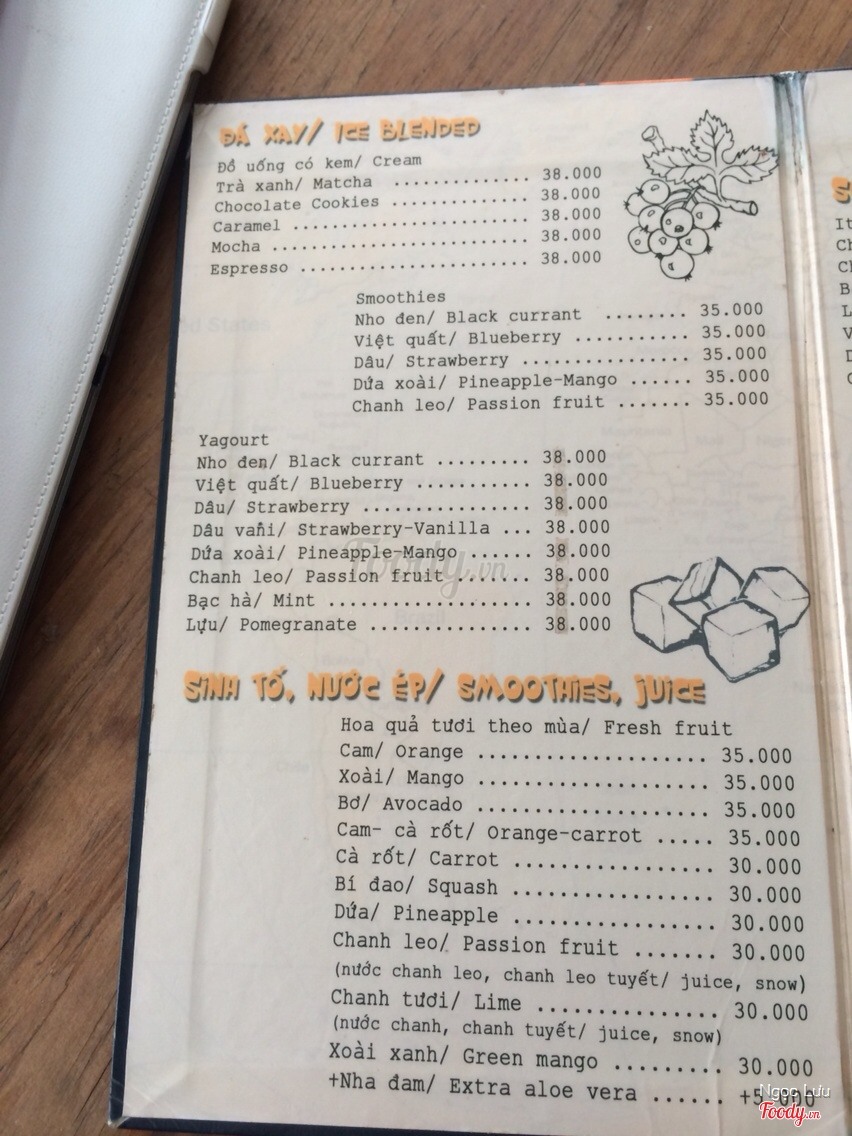 ĐÁ XAY/ ICE BLENDED
Đồ uống có kem/ Cream
Trà xanh/ Matcha .............. 38.000
Chocolate Cookies .............. 38.000
Caramel ........................ 38.000
Mocha .......................... 38.000
Espresso ....................... 38.000
Smoothies
Nho đen/ Black currant ........ 35.000
Việt quất/ Blueberry ........... 35.000
Dâu/ Strawberry ................ 35.000
Dứa xoài/ Pineapple-Mango ...... 35.000
Chanh leo/ Passion fruit ....... 35.000
Yagourt
Nho đen/ Black currant ......... 38.000
Việt quất/ Blueberry ........... 38.000
Dâu/ Strawberry ................ 38.000
Dâu vani/ Strawberry-Vanilla ... 38.000
Dứa xoài/ Pineapple-Mango ...... 38.000
Chanh leo/ Passion fruit ....... 38.000
Bạc hà/ Mint ................... 38.000
Lựu/ Pomegranate ............... 38.000
Foody.vn
SINH TỐ, NƯỚC ÉP/ SMOOTHIES, JUICE
Hoa quả tươi theo mùa/ Fresh fruit
Cam/ Orange .................... 35.000
Xoài/ Mango .................... 35.000
Bơ/ Avocado .................... 35.000
Cam- cà rốt/ Orange-carrot ..... 35.000
Cà rốt/ Carrot ................. 30.000
Bí đao/ Squash ................. 30.000
Dứa/ Pineapple ................. 30.000
Chanh leo/ Passion fruit ....... 30.000
(nước chanh leo, chanh leo tuyết/ juice, snow)
Chanh tươi/ Lime ............... 30.000
(nước chanh, chanh tuyết/ juice, snow)
Xoài xanh/ Green mango ......... 30.000
+Nha đam/ Extra aloe vera ...... +5.000
Ngọc Lưu
Foody.vn